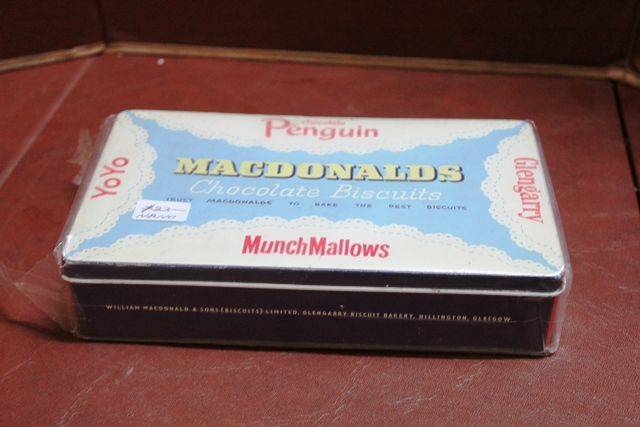 chocolate
Penguin
YoYo
MACDONALDS
Chocolate Biscuits
TRUST MACDONALDS TO BAKE THE BEST BISCUITS
Glengarry
MunchMallows
WILLIAM MACDONALD & SONS (BISCUITS) LIMITED, GLENGARRY BISCUIT BAKERY, HILLINGTON, GLASGOW